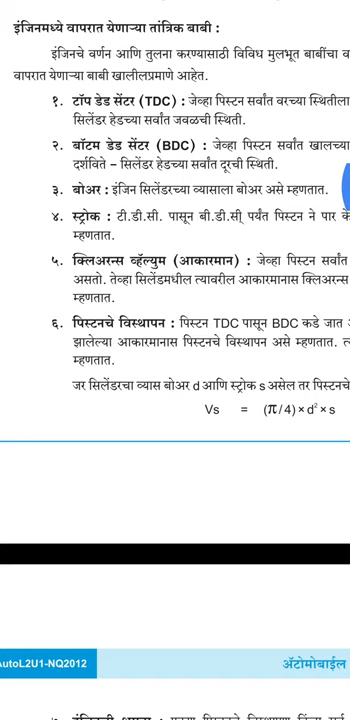 इंजिनमध्ये वापरात येणाऱ्या तांत्रिक बाबी :
इंजिनचे वर्णन आणि तुलना करण्यासाठी विविध मुलभूत बाबींचा व
वापरात येणाऱ्या बाबी खालीलप्रमाणे आहेत.
१. टॉप डेड सेंटर (TDC) : जेव्हा पिस्टन सर्वांत वरच्या स्थितीला
सिलेंडर हेडच्या सर्वांत जवळची स्थिती.
२. बॉटम डेड सेंटर (BDC) : जेव्हा पिस्टन सर्वांत खालच्या
दर्शविते – सिलेंडर हेडच्या सर्वांत दूरची स्थिती.
३. बोअर : इंजिन सिलेंडरच्या व्यासाला बोअर असे म्हणतात.
४. स्ट्रोक : टी.डी.सी. पासून बी.डी.सी् पर्यंत पिस्टन ने पार के
म्हणतात.
५. क्लिअरन्स व्हॅल्युम (आकारमान) : जेव्हा पिस्टन सर्वांत
असतो. तेव्हा सिलेंडमधील त्यावरील आकारमानास क्लिअरन्स
म्हणतात.
६. पिस्टनचे विस्थापन : पिस्टन TDC पासून BDC कडे जात
झालेल्या आकारमानास पिस्टनचे विस्थापन असे म्हणतात.
म्हणतात.
जर सिलेंडरचा व्यास बोअर d आणि स्ट्रोक s असेल तर पिस्टनचे
Vs = (π/4) × d² × s
AutoL2U1-NQ2012
ॲटोमोबाईल